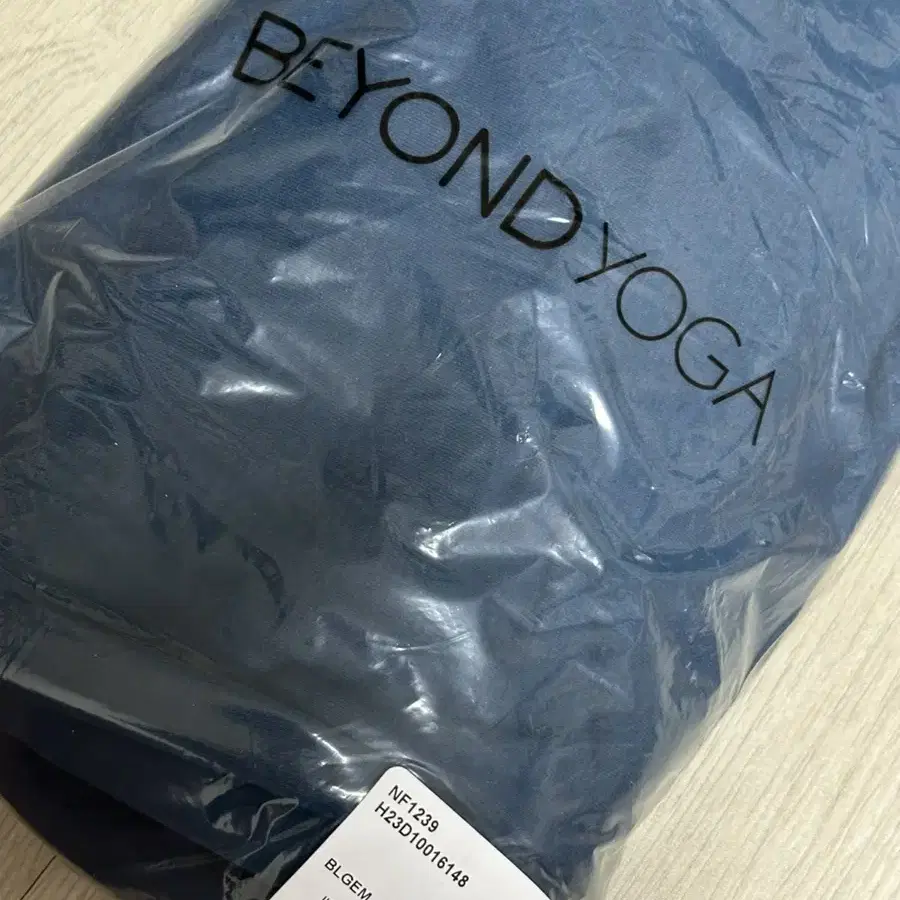 BEYOND YOGA
NF1239
H23D10016148
BLGEM